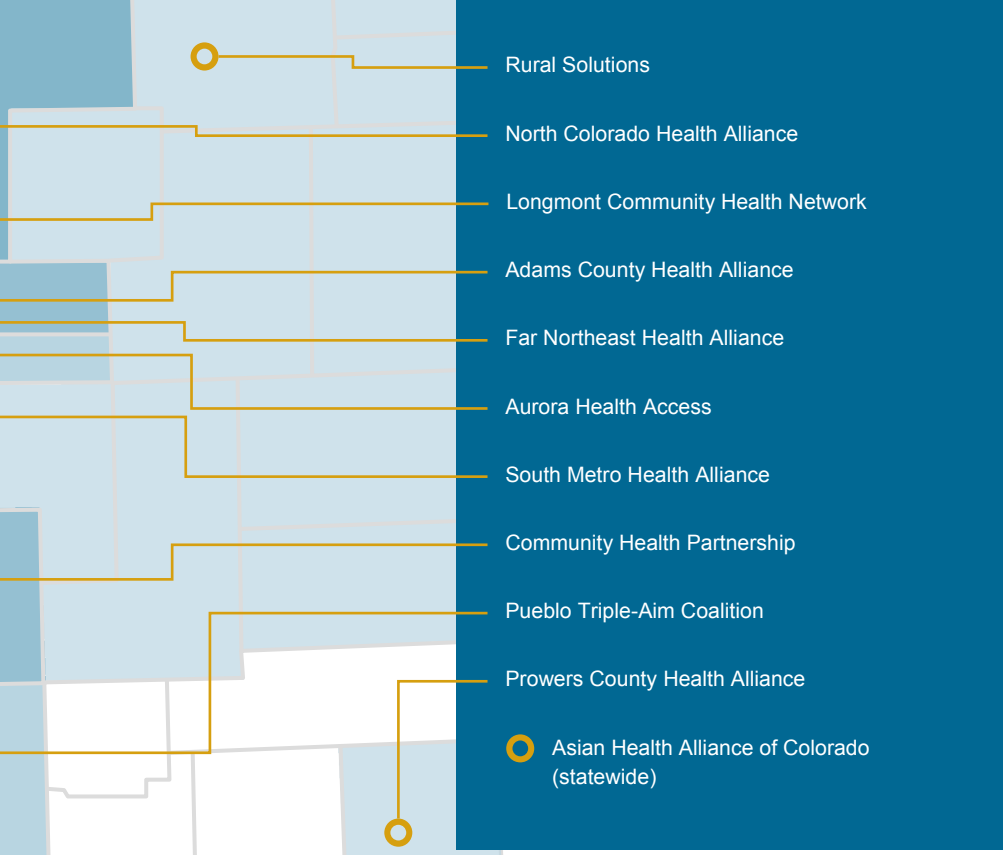 Rural Solutions
North Colorado Health Alliance
Longmont Community Health Network
Adams County Health Alliance
Far Northeast Health Alliance
Aurora Health Access
South Metro Health Alliance
Community Health Partnership
Pueblo Triple-Aim Coalition
Prowers County Health Alliance
Asian Health Alliance of Colorado
(statewide)